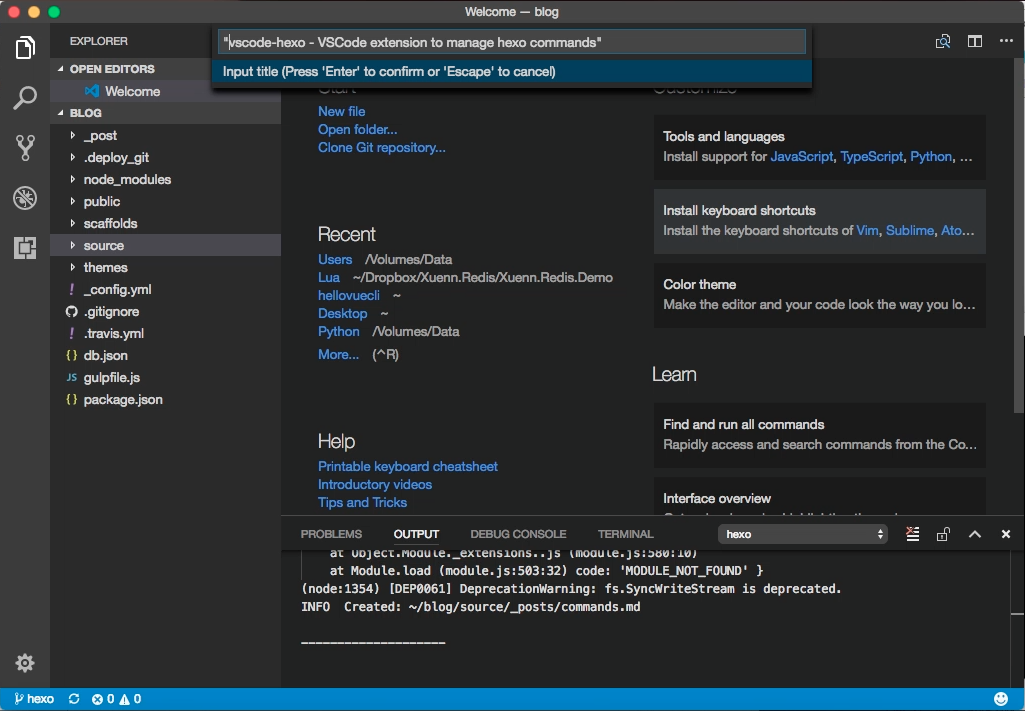 Welcome — blog
EXPLORER
"vscode-hexo - VSCode extension to manage hexo commands"
Input title (Press 'Enter' to confirm or 'Escape' to cancel)
OPEN EDITORS
Welcome
BLOG
_post
.deploy_git
node_modules
public
scaffolds
source
themes
! _config.yml
.gitignore
! .travis.yml
{} db.json
JS gulpfile.js
{} package.json
Start
New file
Open folder...
Clone Git repository...
Recent
Users /Volumes/Data
Lua ~/Dropbox/Xuenn.Redis/Xuenn.Redis.Demo
hellovuecli ~
Desktop ~
Python /Volumes/Data
More... (^R)
Help
Printable keyboard cheatsheet
Introductory videos
Tips and Tricks
Customize
Tools and languages
Install support for JavaScript, TypeScript, Python, ...
Install keyboard shortcuts
Install the keyboard shortcuts of Vim, Sublime, Ato...
Color theme
Make the editor and your code look the way you lo...
Learn
Find and run all commands
Rapidly access and search commands from the Co...
Interface overview
PROBLEMS OUTPUT DEBUG CONSOLE TERMINAL hexo
at Object.Module._extensions..js (module.js:580:10)
at Module.load (module.js:503:32) code: 'MODULE_NOT_FOUND' }
(node:1354) [DEP0061] DeprecationWarning: fs.SyncWriteStream is deprecated.
INFO Created: ~/blog/source/_posts/commands.md
--------------------
hexo 0 0